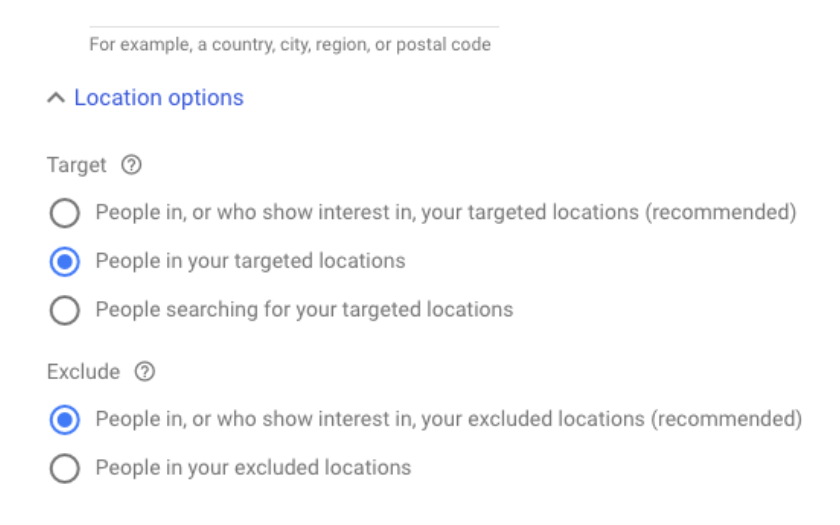 For example, a country, city, region, or postal code
Location options
Target
People in, or who show interest in, your targeted locations (recommended)
People in your targeted locations
People searching for your targeted locations
Exclude
People in, or who show interest in, your excluded locations (recommended)
People in your excluded locations